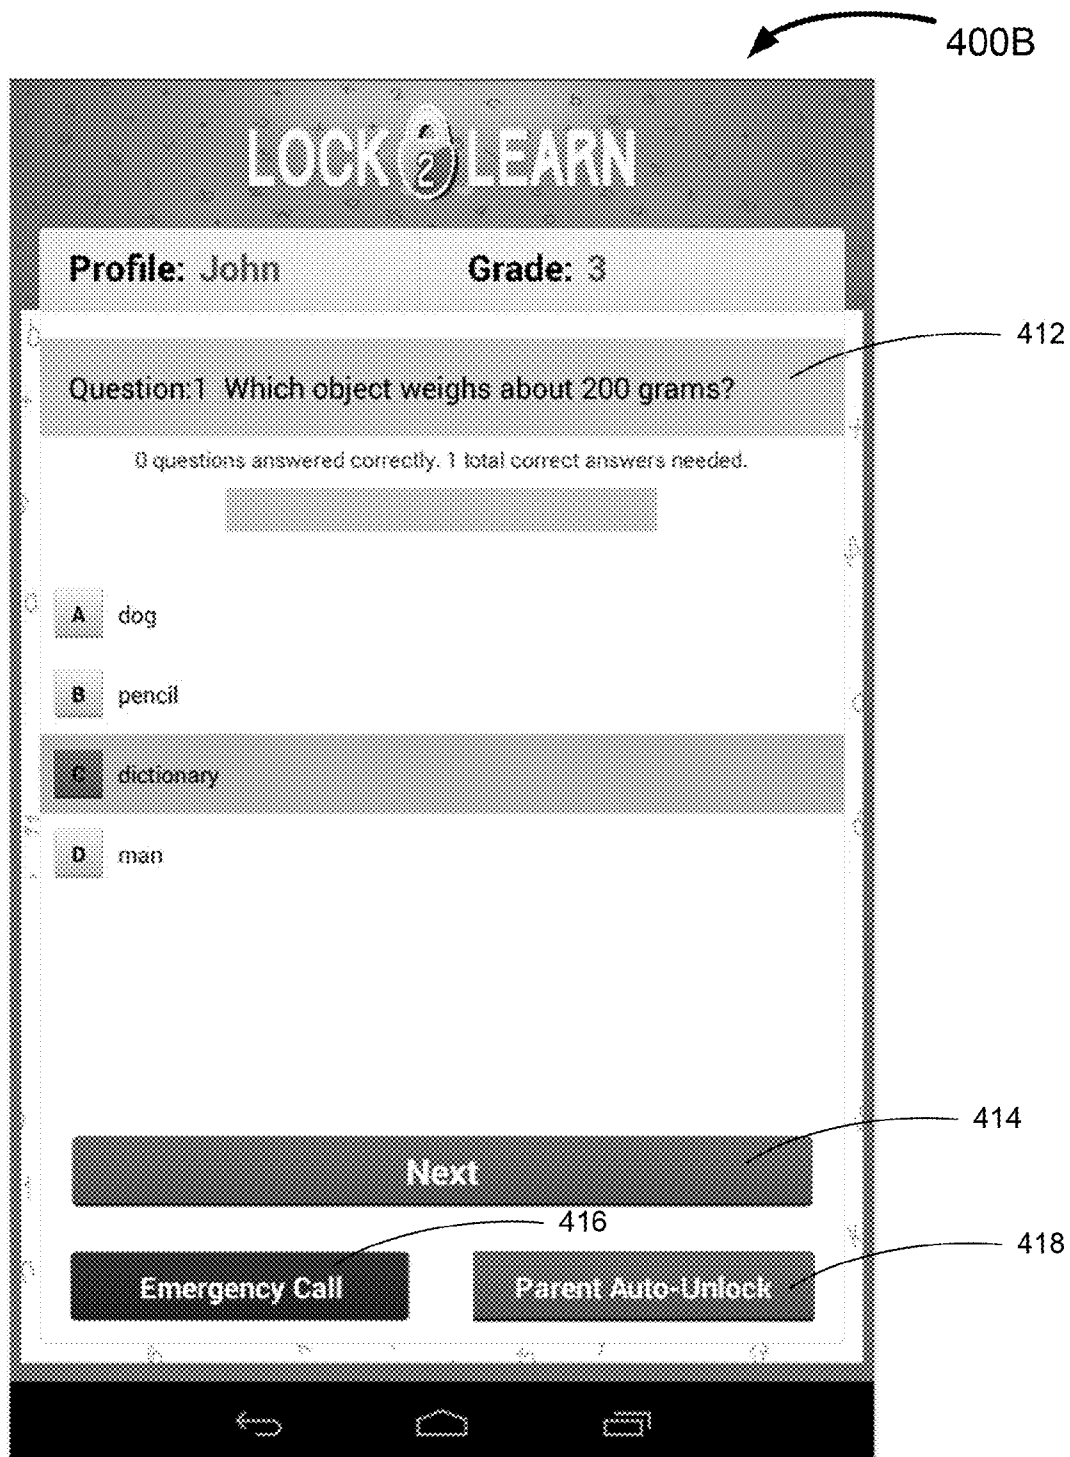 400B
LOCK 2 LEARN
Profile: John Grade: 3
412
Question:1 Which object weighs about 200 grams?
0 questions answered correctly. 1 total correct answers needed.
A dog
B pencil
C dictionary
D man
414
Next
416
418
Emergency Call Parent Auto-Unlock